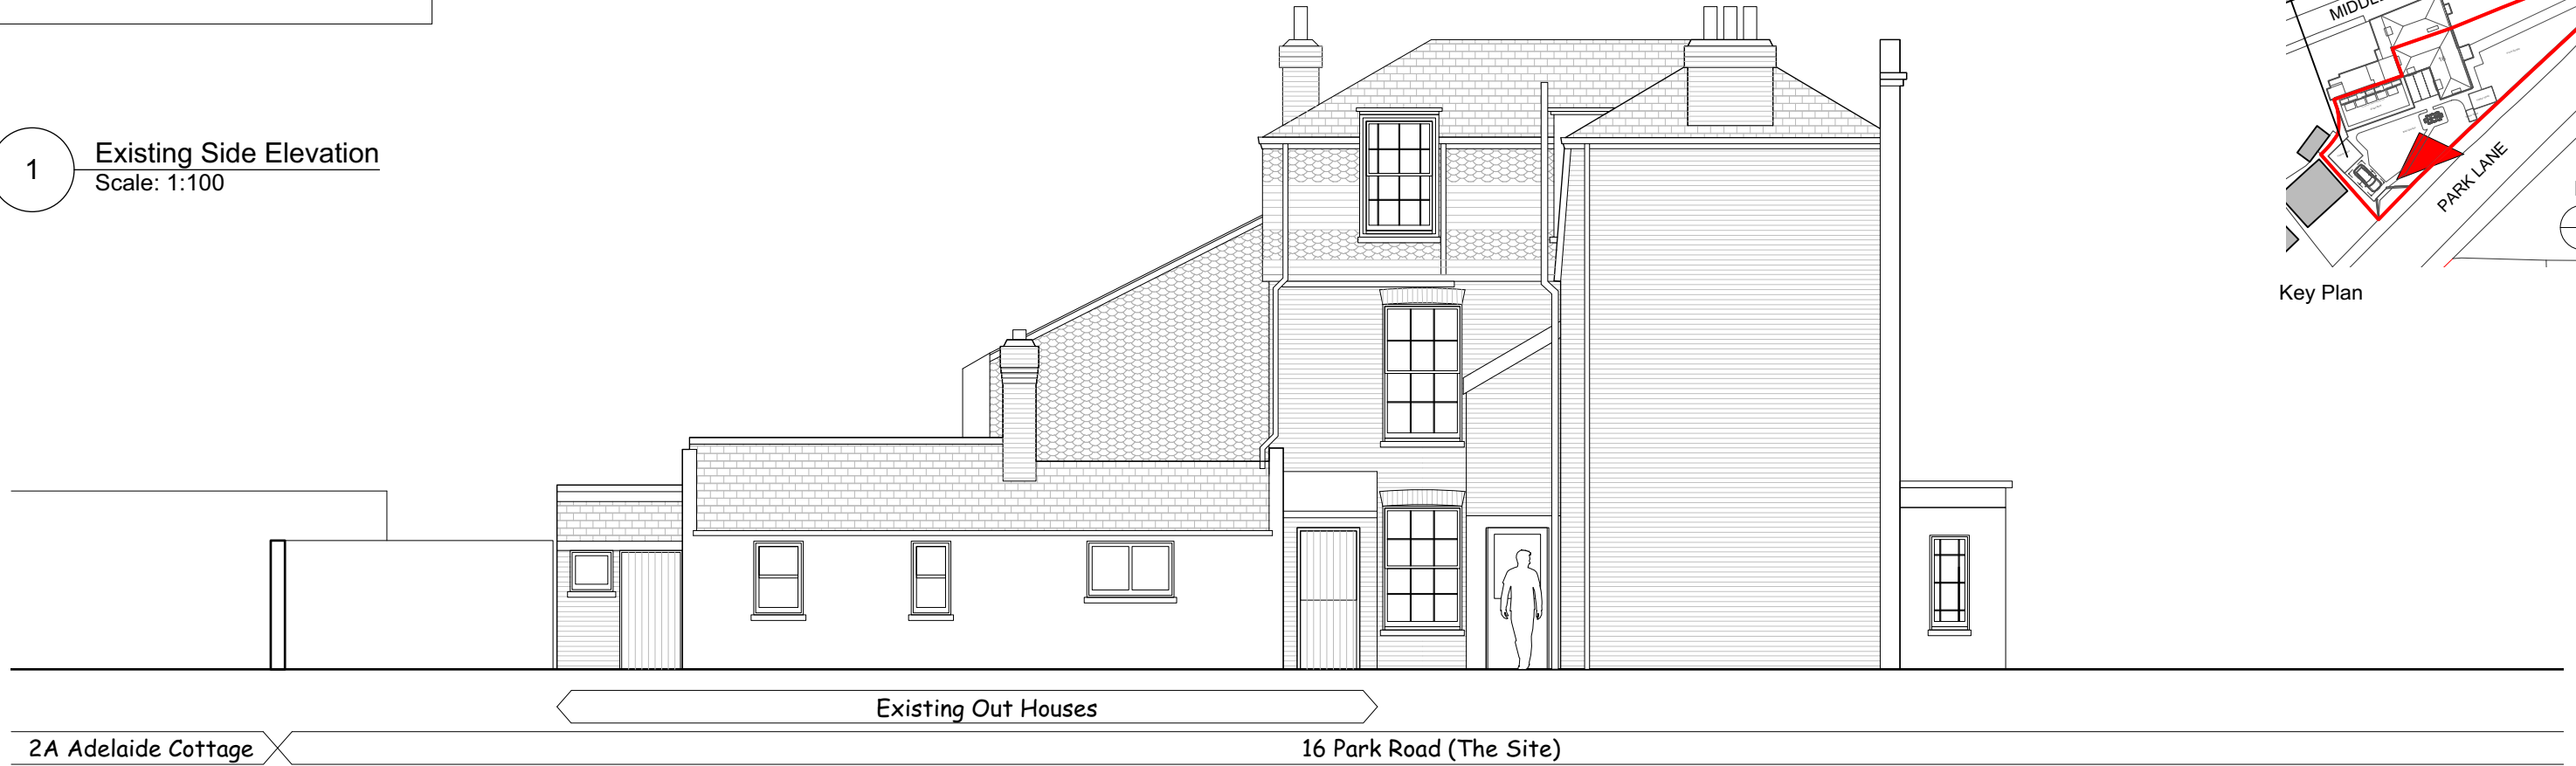 1
Existing Side Elevation
Scale: 1:100
PARK LANE
Key Plan
Existing Out Houses
2A Adelaide Cottage
16 Park Road (The Site)